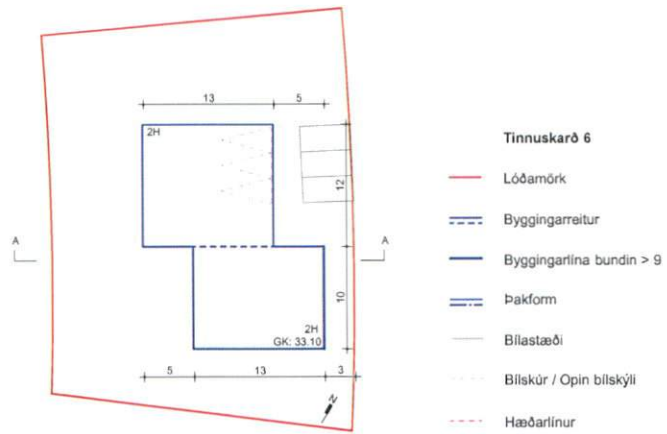 13
5
2H
12
A
A
10
2H
GK: 33.10
5
13
3
N
Tinnuskarð 6
Lóðamörk
Byggingarreitur
Byggingarlína bundin > 9
Þakform
Bílastæði
Bílskúr / Opin bílskýli
Hæðarlínur